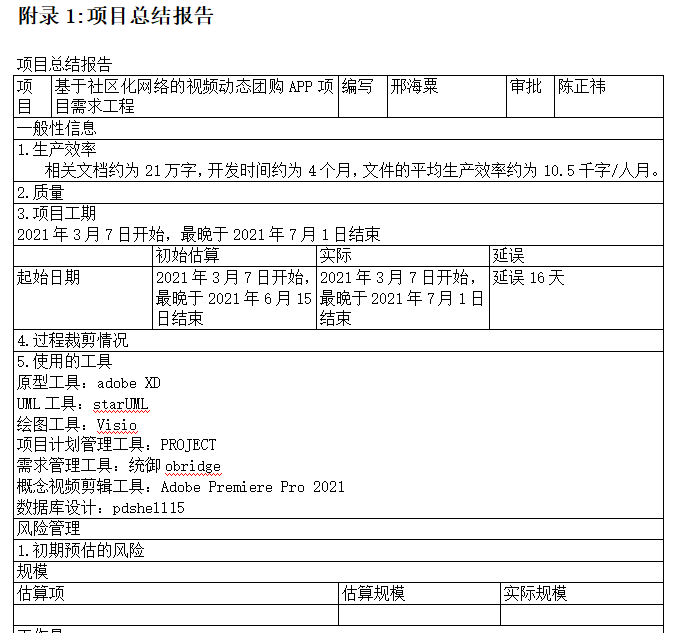 附录 1:项目总结报告
项目总结报告
项目 基于社区化网络的视频动态团购 APP 项目需求工程 编写 邢海粟 审批 陈正祎
一般性信息
1.生产效率
相关文档约为 21万字，开发时间约为 4个月，文件的平均生产效率约为 10.5 千字/人月。
2.质量
3.项目工期
2021 年 3 月 7 日开始，最晚于 2021 年 7 月 1 日结束
初始估算 实际 延误
起始日期 2021 年 3 月 7 日开始，最晚于 2021 年 6 月 15 日结束 2021 年 3 月 7 日开始，最晚于 2021 年 7 月 1 日结束 延误 16 天
4.过程裁剪情况
5.使用的工具
原型工具：adobe XD
UML 工具：starUML
绘图工具：Visio
项目计划管理工具：PROJECT
需求管理工具：统御 obridge
概念视频剪辑工具：Adobe Premiere Pro 2021
数据库设计：pdshell15
风险管理
1.初期预估的风险
规模
估算项 估算规模 实际规模